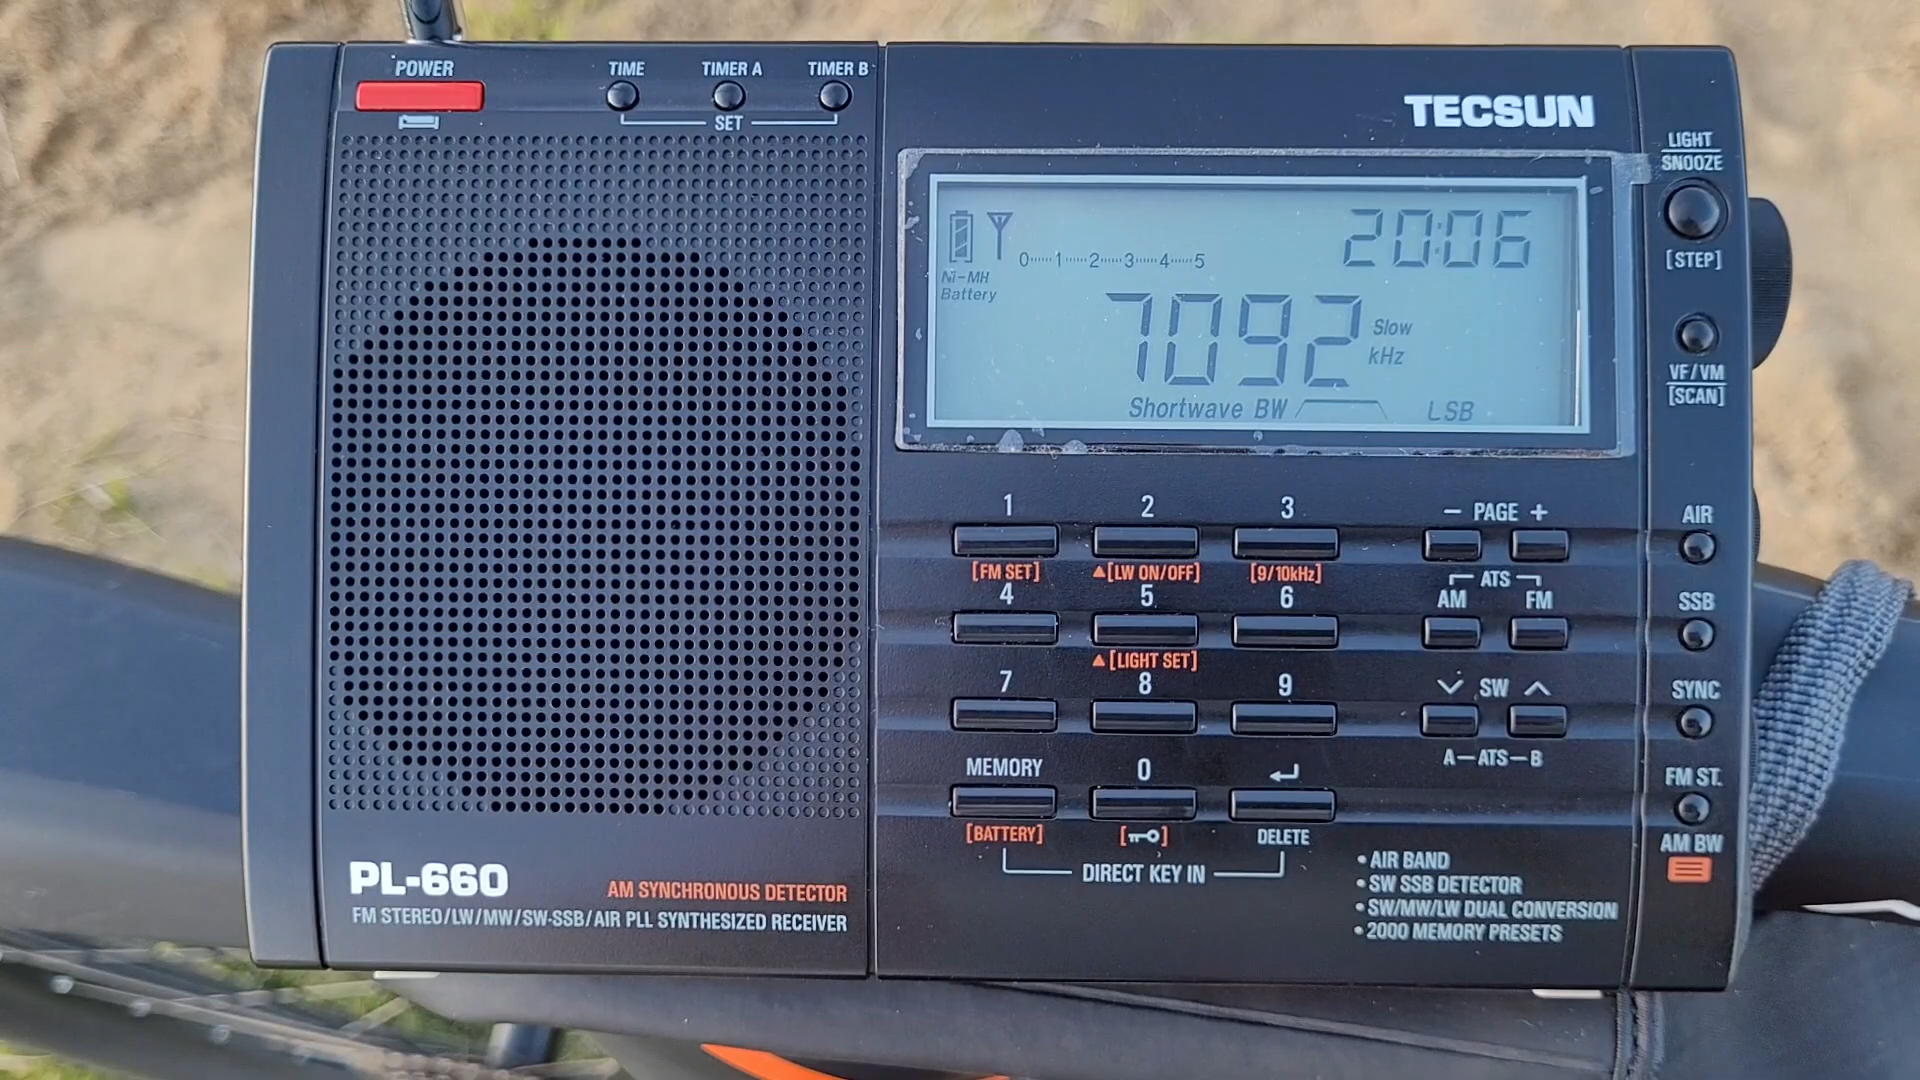 POWER
TIME TIMER A TIMER B
SET
TECSUN
LIGHT
SNOOZE
[STEP]
20:06
0 1 2 3 4 5
Ni-MH
Battery
7092
Slow
kHz
Shortwave BW LSB
VF/VM
[SCAN]
1 2 3
- PAGE +
AIR
[FM SET] ▲[LW ON/OFF] [9/10kHz]
ATS
4 5 6
AM FM
SSB
▲[LIGHT SET]
7 8 9
SW
SYNC
A-ATS-B
MEMORY 0
FM ST.
[BATTERY] DELETE
AM BW
DIRECT KEY IN
PL-660
AM SYNCHRONOUS DETECTOR
FM STEREO/LW/MW/SW-SSB/AIR PLL SYNTHESIZED RECEIVER
• AIR BAND
• SW SSB DETECTOR
• SW/MW/LW DUAL CONVERSION
• 2000 MEMORY PRESETS